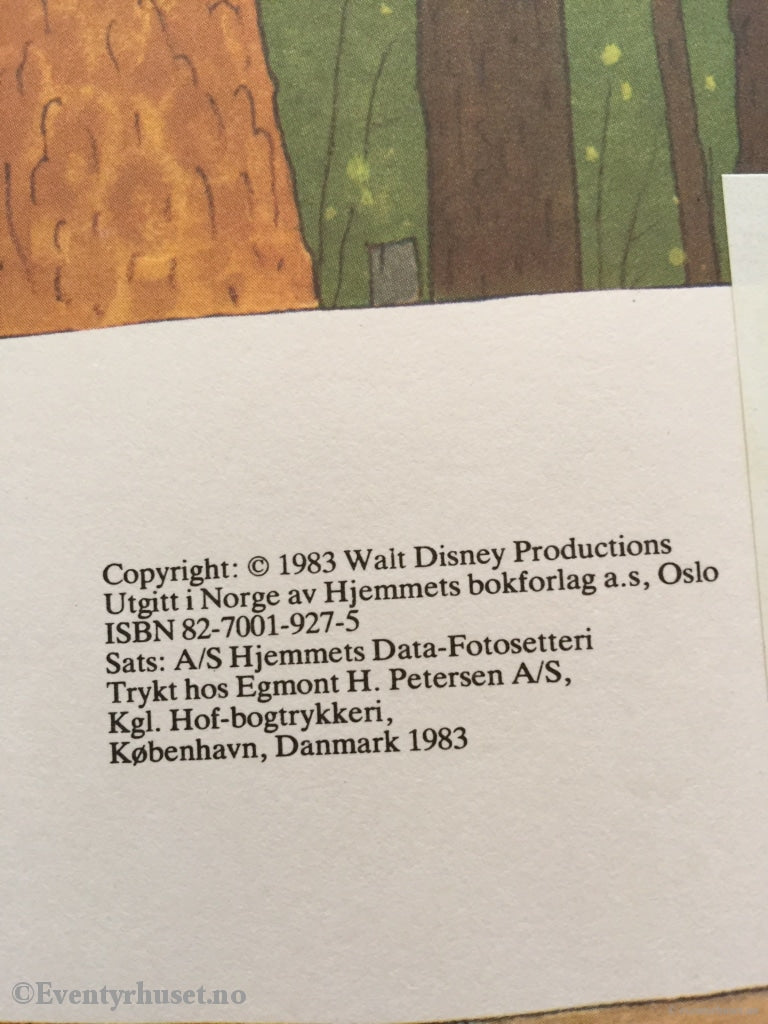 Copyright: © 1983 Walt Disney Productions
Utgitt i Norge av Hjemmets bokforlag a.s, Oslo
ISBN 82-7001-927-5
Sats: A/S Hjemmets Data-Fotosetteri
Trykt hos Egmont H. Petersen A/S,
Kgl. Hof-bogtrykkeri,
København, Danmark 1983
©Eventyrhuset.no